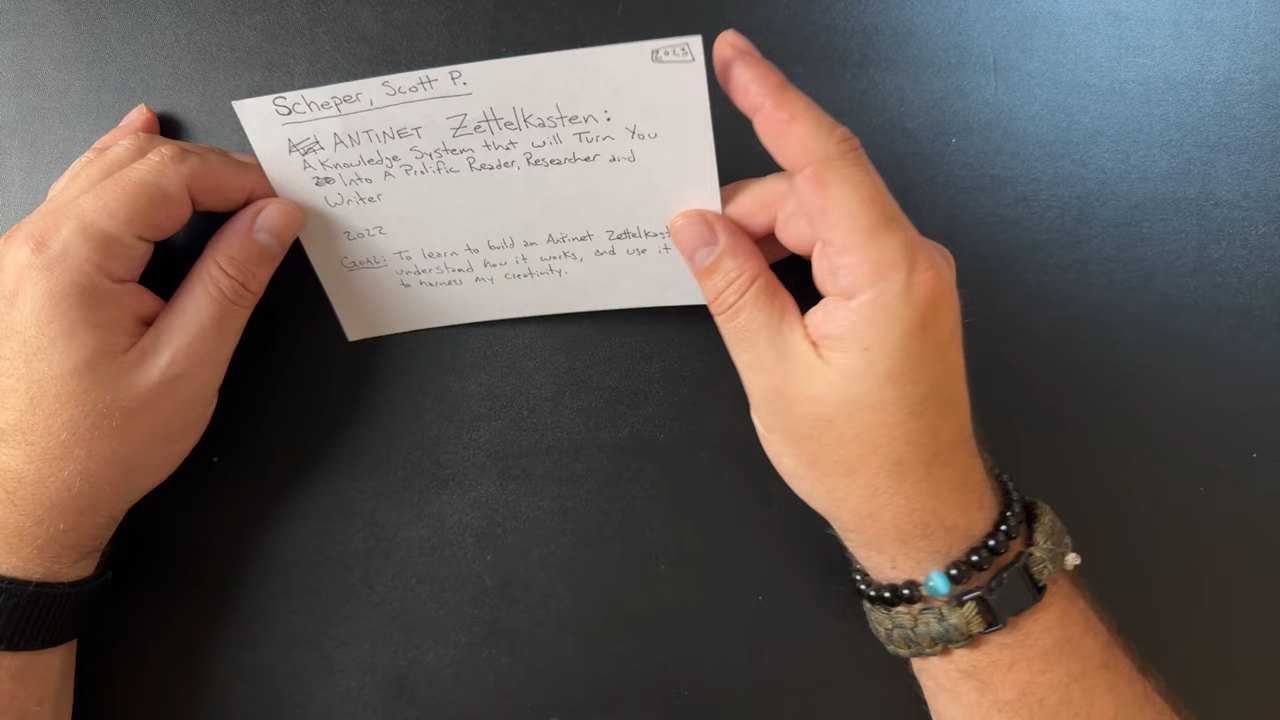 2023
Scheper, Scott P.
ANTINET Zettelkasten:
A Knowledge System that will Turn You
Into A Prolific Reader, Researcher and
Writer
2022
Goal: To learn to build an Antinet Zettelkast
understand how it works, and use it
to harness my creativity.